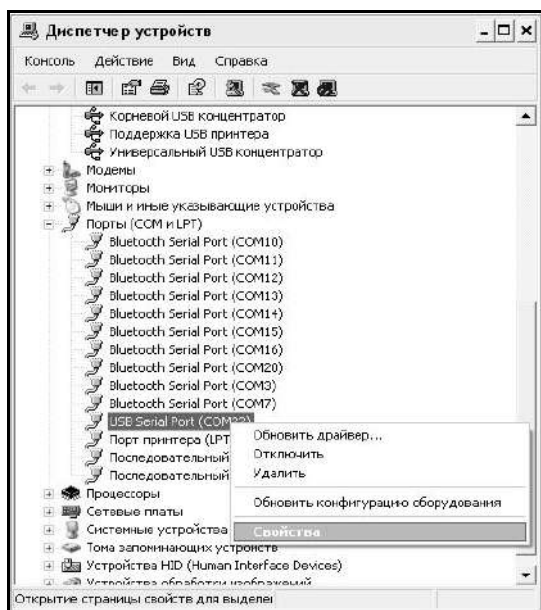 Диспетчер устройств
Консоль Действие Вид Справка
Корневой USB концентратор
Поддержка USB принтера
Универсальный USB концентратор
Модемы
Мониторы
Мыши и иные указывающие устройства
Порты (COM и LPT)
Bluetooth Serial Port (COM10)
Bluetooth Serial Port (COM11)
Bluetooth Serial Port (COM12)
Bluetooth Serial Port (COM13)
Bluetooth Serial Port (COM14)
Bluetooth Serial Port (COM15)
Bluetooth Serial Port (COM16)
Bluetooth Serial Port (COM20)
Bluetooth Serial Port (COM3)
Bluetooth Serial Port (COM7)
USB Serial Port
Порт принтера (LPT
Последовательный
Последовательный
Обновить драйвер...
Отключить
Удалить
Обновить конфигурацию оборудования
Свойства
Процессоры
Сетевые платы
Системные устройства
Тома запоминающих устройств
Устройства HID (Human Interface Devices)
Устройства обработки изображений
Открытие страницы свойств для выделен